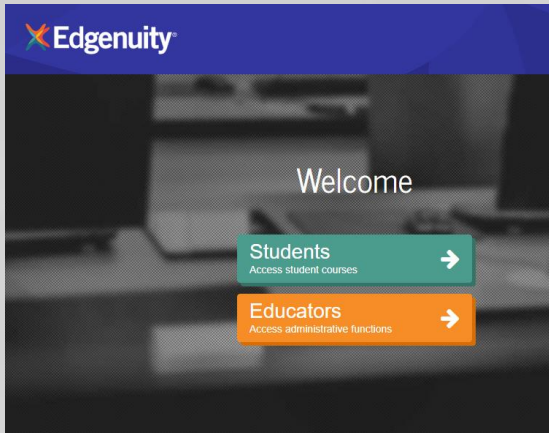 Edgenuity
Welcome
Students
Access student courses
Educators
Access administrative functions